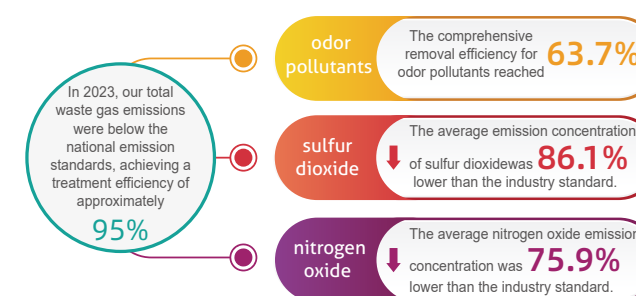 In 2023, our total
waste gas emissions
were below the
national emission
standards, achieving a
treatment efficiency of
approximately
95%
odor
pollutants
The comprehensive
removal efficiency for
odor pollutants reached
63.7%
sulfur
dioxide
The average emission concentration
of sulfur dioxidewas 86.1%
lower than the industry standard.
nitrogen
oxide
The average nitrogen oxide emission
concentration was 75.9%
lower than the industry standard.